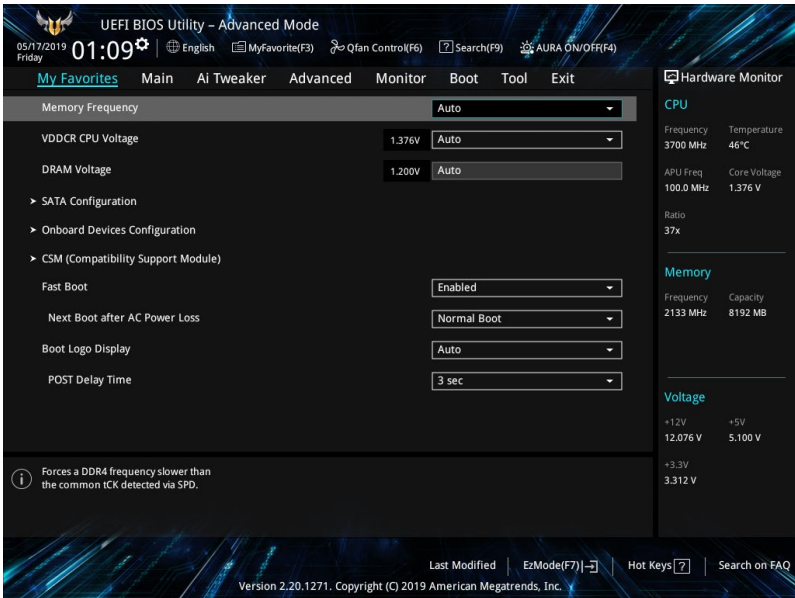 UEFI BIOS Utility – Advanced Mode
05/17/2019
Friday
01:09
English
MyFavorite(F3)
Qfan Control(F6)
? Search(F9)
AURA ON/OFF(F4)
My Favorites
Main
Ai Tweaker
Advanced
Monitor
Boot
Tool
Exit
Memory Frequency
Auto
VDDCR CPU Voltage
1.376V
Auto
DRAM Voltage
1.200V
Auto
SATA Configuration
Onboard Devices Configuration
CSM (Compatibility Support Module)
Fast Boot
Enabled
Next Boot after AC Power Loss
Normal Boot
Boot Logo Display
Auto
POST Delay Time
3 sec
i
Forces a DDR4 frequency slower than
the common tCK detected via SPD.
Hardware Monitor
CPU
Frequency Temperature
3700 MHz 46°C
APU Freq Core Voltage
100.0 MHz 1.376 V
Ratio
37x
Memory
Frequency Capacity
2133 MHz 8192 MB
Voltage
+12V +5V
12.076 V 5.100 V
+3.3V
3.312 V
Last Modified
EzMode(F7)
Hot Keys ?
Search on FAQ
Version 2.20.1271. Copyright (C) 2019 American Megatrends, Inc.